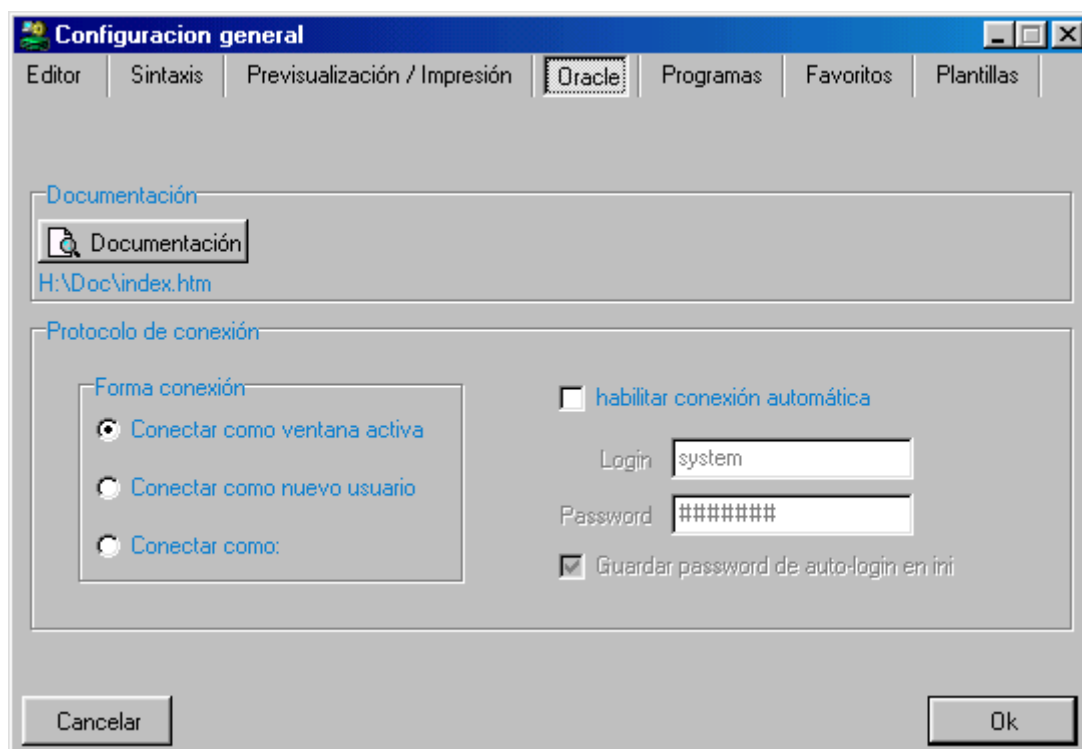 Configuracion general
Editor Sintaxis Previsualización / Impresión Oracle Programas Favoritos Plantillas
Documentación
Documentación
H:\Doc\index.htm
Protocolo de conexión
Forma conexión
Conectar como ventana activa
Conectar como nuevo usuario
Conectar como:
habilitar conexión automática
Login system
Password #######
Guardar password de auto-login en ini
Cancelar Ok